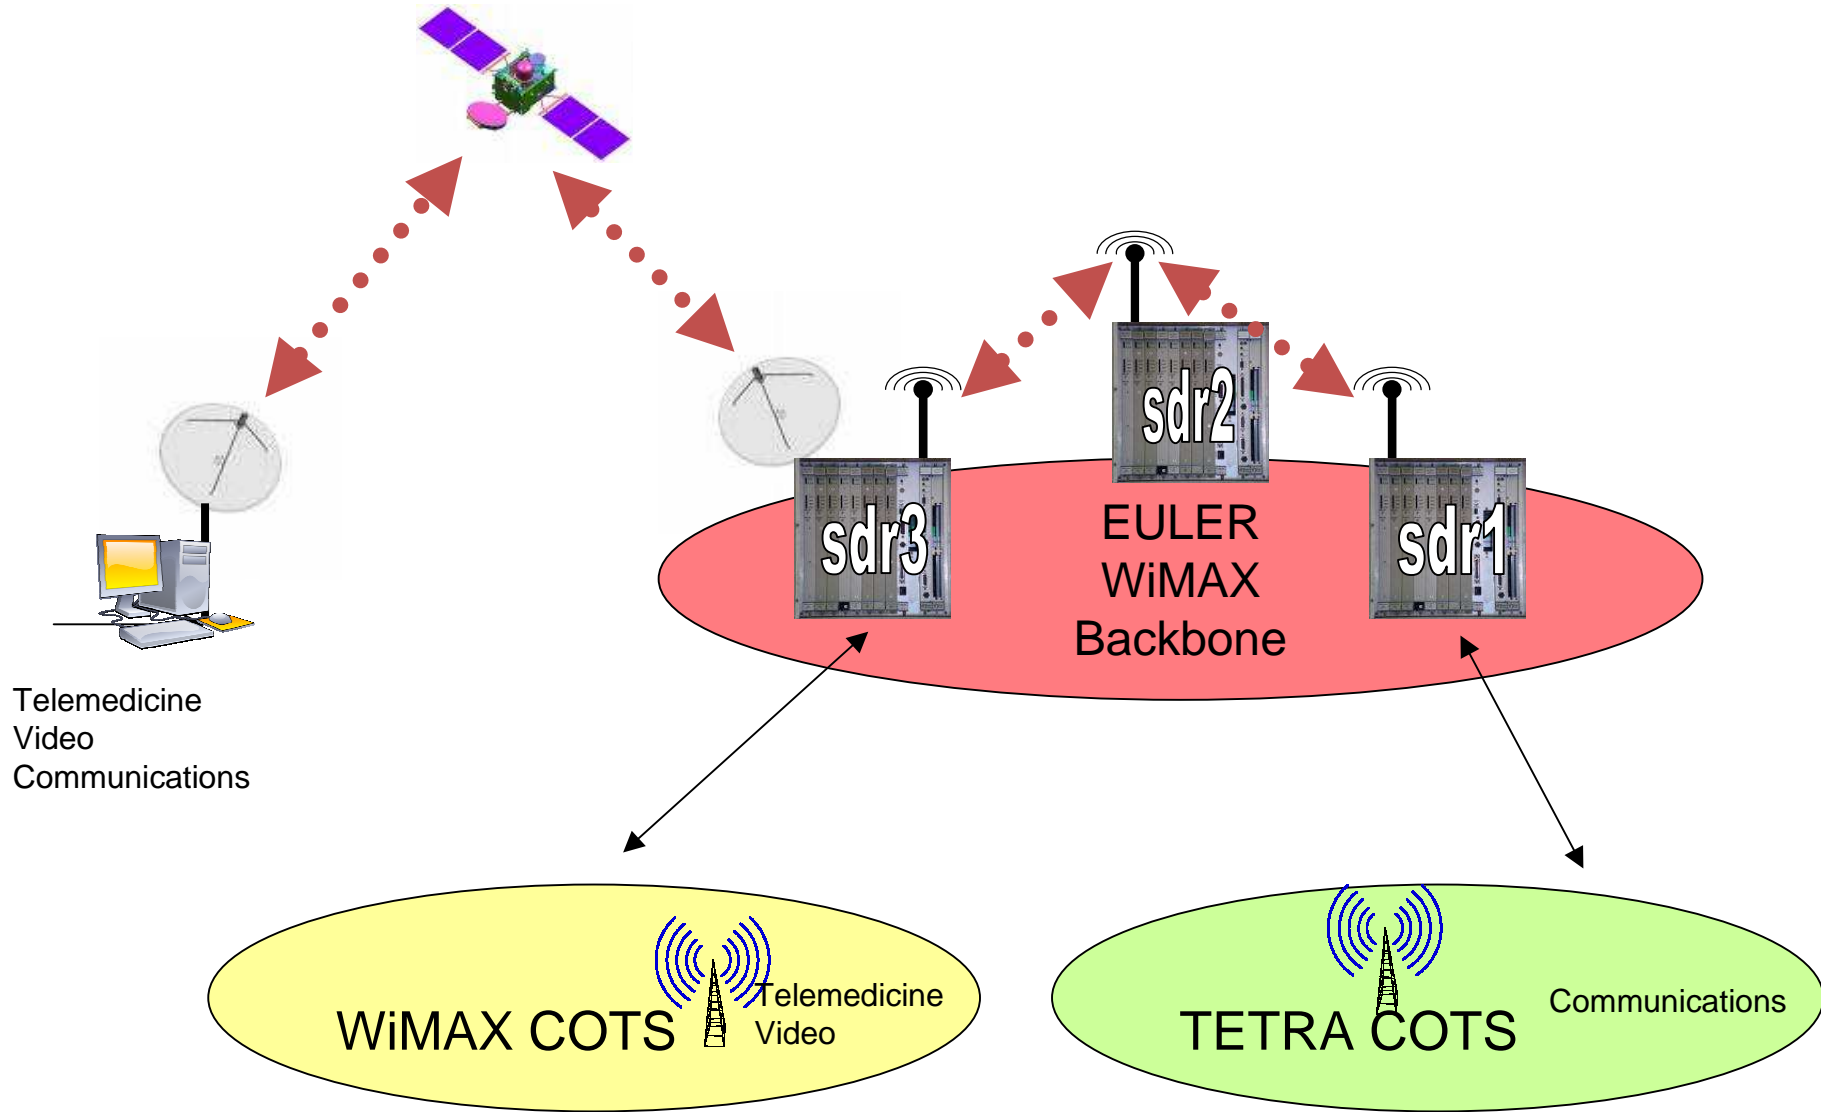 sdr2
sdr3
sdr1
EULER
WiMAX
Backbone
Telemedicine
Video
Communications
WiMAX COTS
Telemedicine
Video
TETRA COTS
Communications